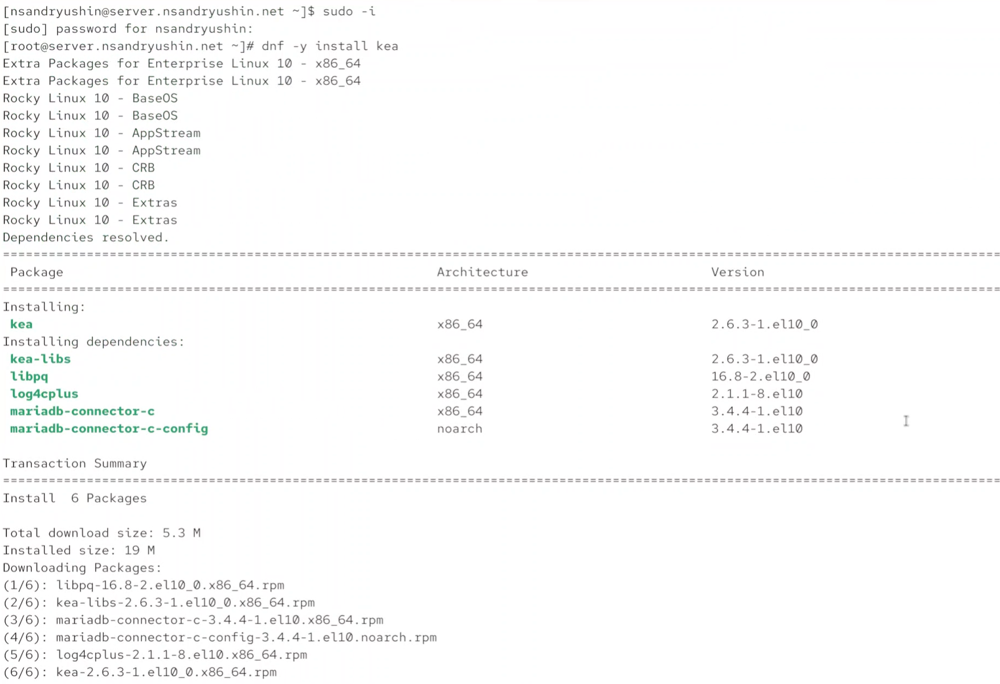 [nsandryushin@server.nsandryushin.net ~]$ sudo -i
[sudo] password for nsandryushin:
[root@server.nsandryushin.net ~]# dnf -y install kea
Extra Packages for Enterprise Linux 10 - x86_64
Extra Packages for Enterprise Linux 10 - x86_64
Rocky Linux 10 - BaseOS
Rocky Linux 10 - BaseOS
Rocky Linux 10 - AppStream
Rocky Linux 10 - AppStream
Rocky Linux 10 - CRB
Rocky Linux 10 - CRB
Rocky Linux 10 - Extras
Rocky Linux 10 - Extras
Dependencies resolved.
===================================================================================================================================
Package Architecture Version
===================================================================================================================================
Installing:
kea x86_64 2.6.3-1.el10_0
Installing dependencies:
kea-libs x86_64 2.6.3-1.el10_0
libpq x86_64 16.8-2.el10_0
log4cplus x86_64 2.1.1-8.el10
mariadb-connector-c x86_64 3.4.4-1.el10
mariadb-connector-c-config noarch 3.4.4-1.el10
Transaction Summary
===================================================================================================================================
Install  6 Packages
Total download size: 5.3 M
Installed size: 19 M
Downloading Packages:
(1/6): libpq-16.8-2.el10_0.x86_64.rpm
(2/6): kea-libs-2.6.3-1.el10_0.x86_64.rpm
(3/6): mariadb-connector-c-3.4.4-1.el10.x86_64.rpm
(4/6): mariadb-connector-c-config-3.4.4-1.el10.noarch.rpm
(5/6): log4cplus-2.1.1-8.el10.x86_64.rpm
(6/6): kea-2.6.3-1.el10_0.x86_64.rpm